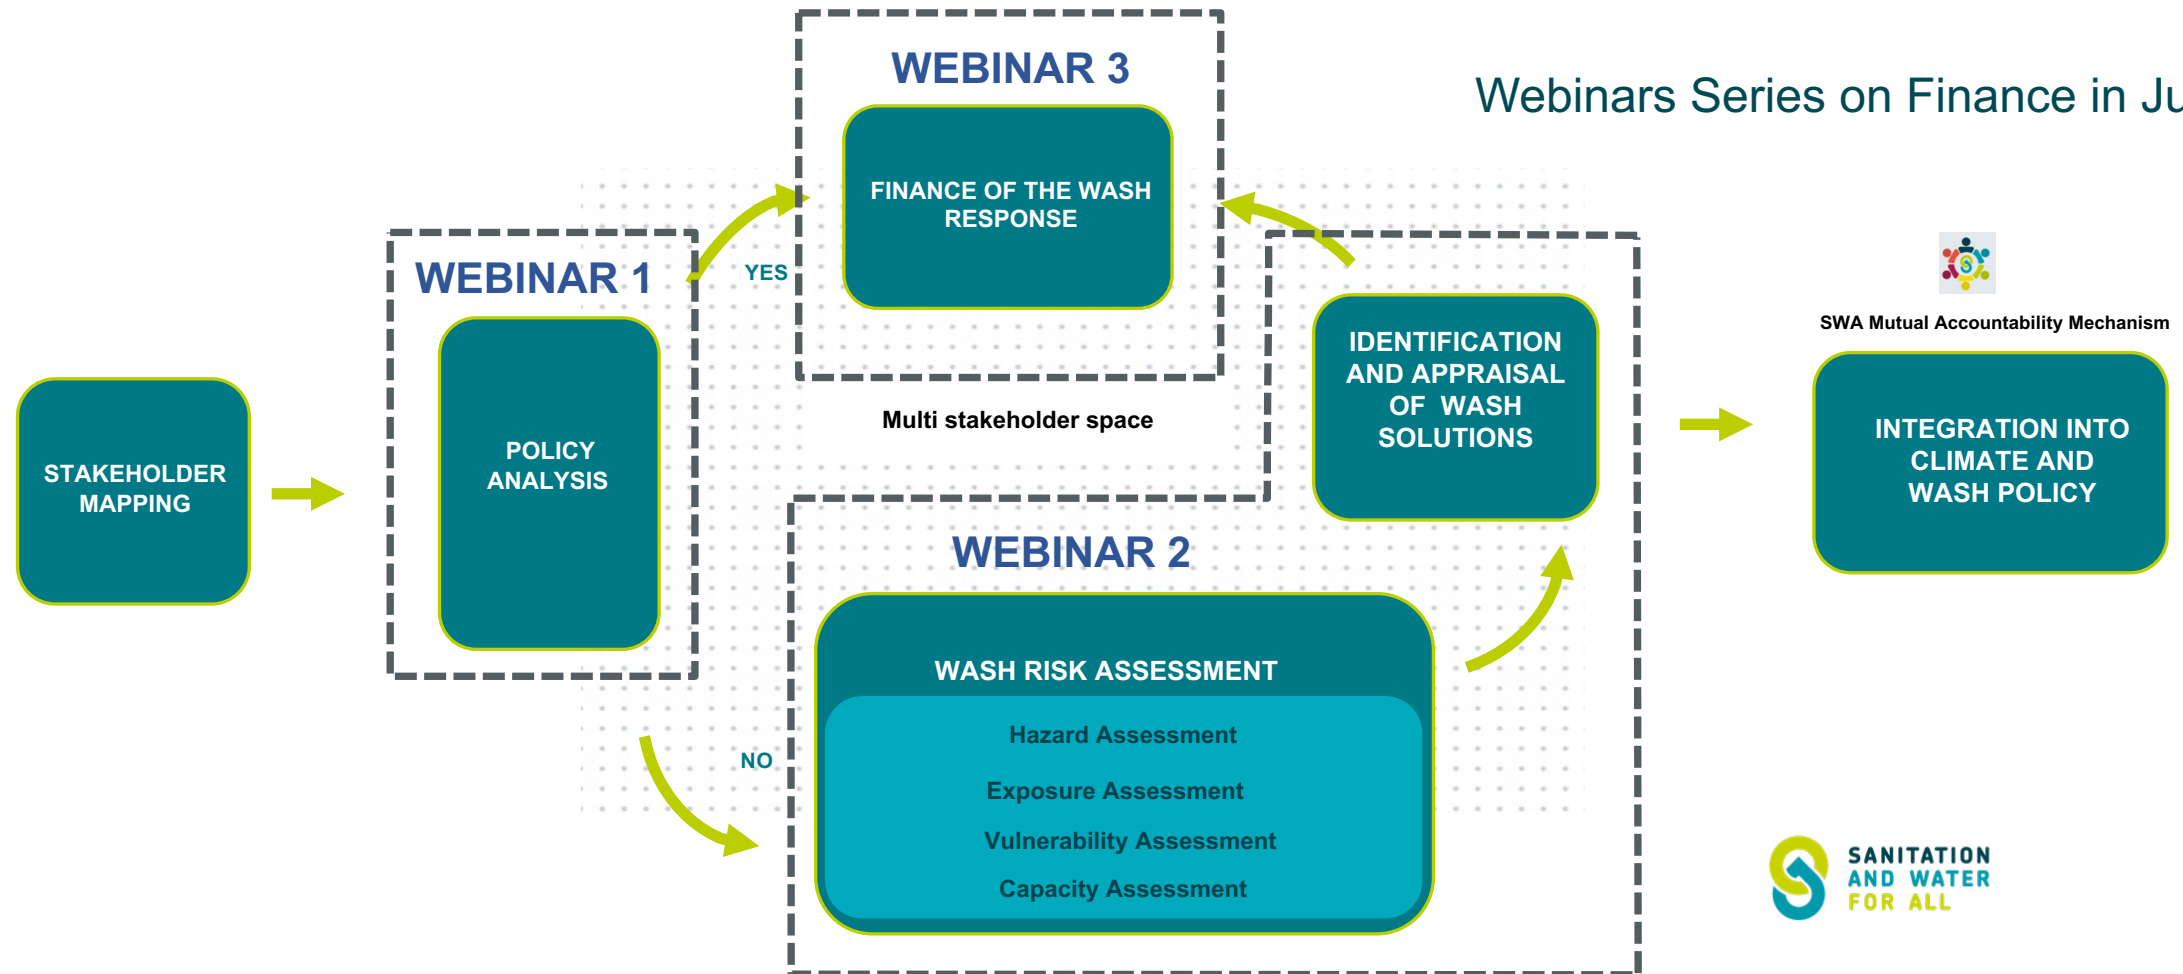 WEBINAR 3
Webinars Series on Finance in
FINANCE OF THE WASH
RESPONSE
WEBINAR 1
YES
IDENTIFICATION
AND APPRAISAL
OF WASH
SOLUTIONS
SWA Mutual Accountability Mechanism
Multi stakeholder space
STAKEHOLDER
MAPPING
POLICY
ANALYSIS
INTEGRATION INTO
CLIMATE AND
WASH POLICY
WEBINAR 2
WASH RISK ASSESSMENT
Hazard Assessment
NO
Exposure Assessment
Vulnerability Assessment
Capacity Assessment
SANITATION
AND WATER
FOR ALL